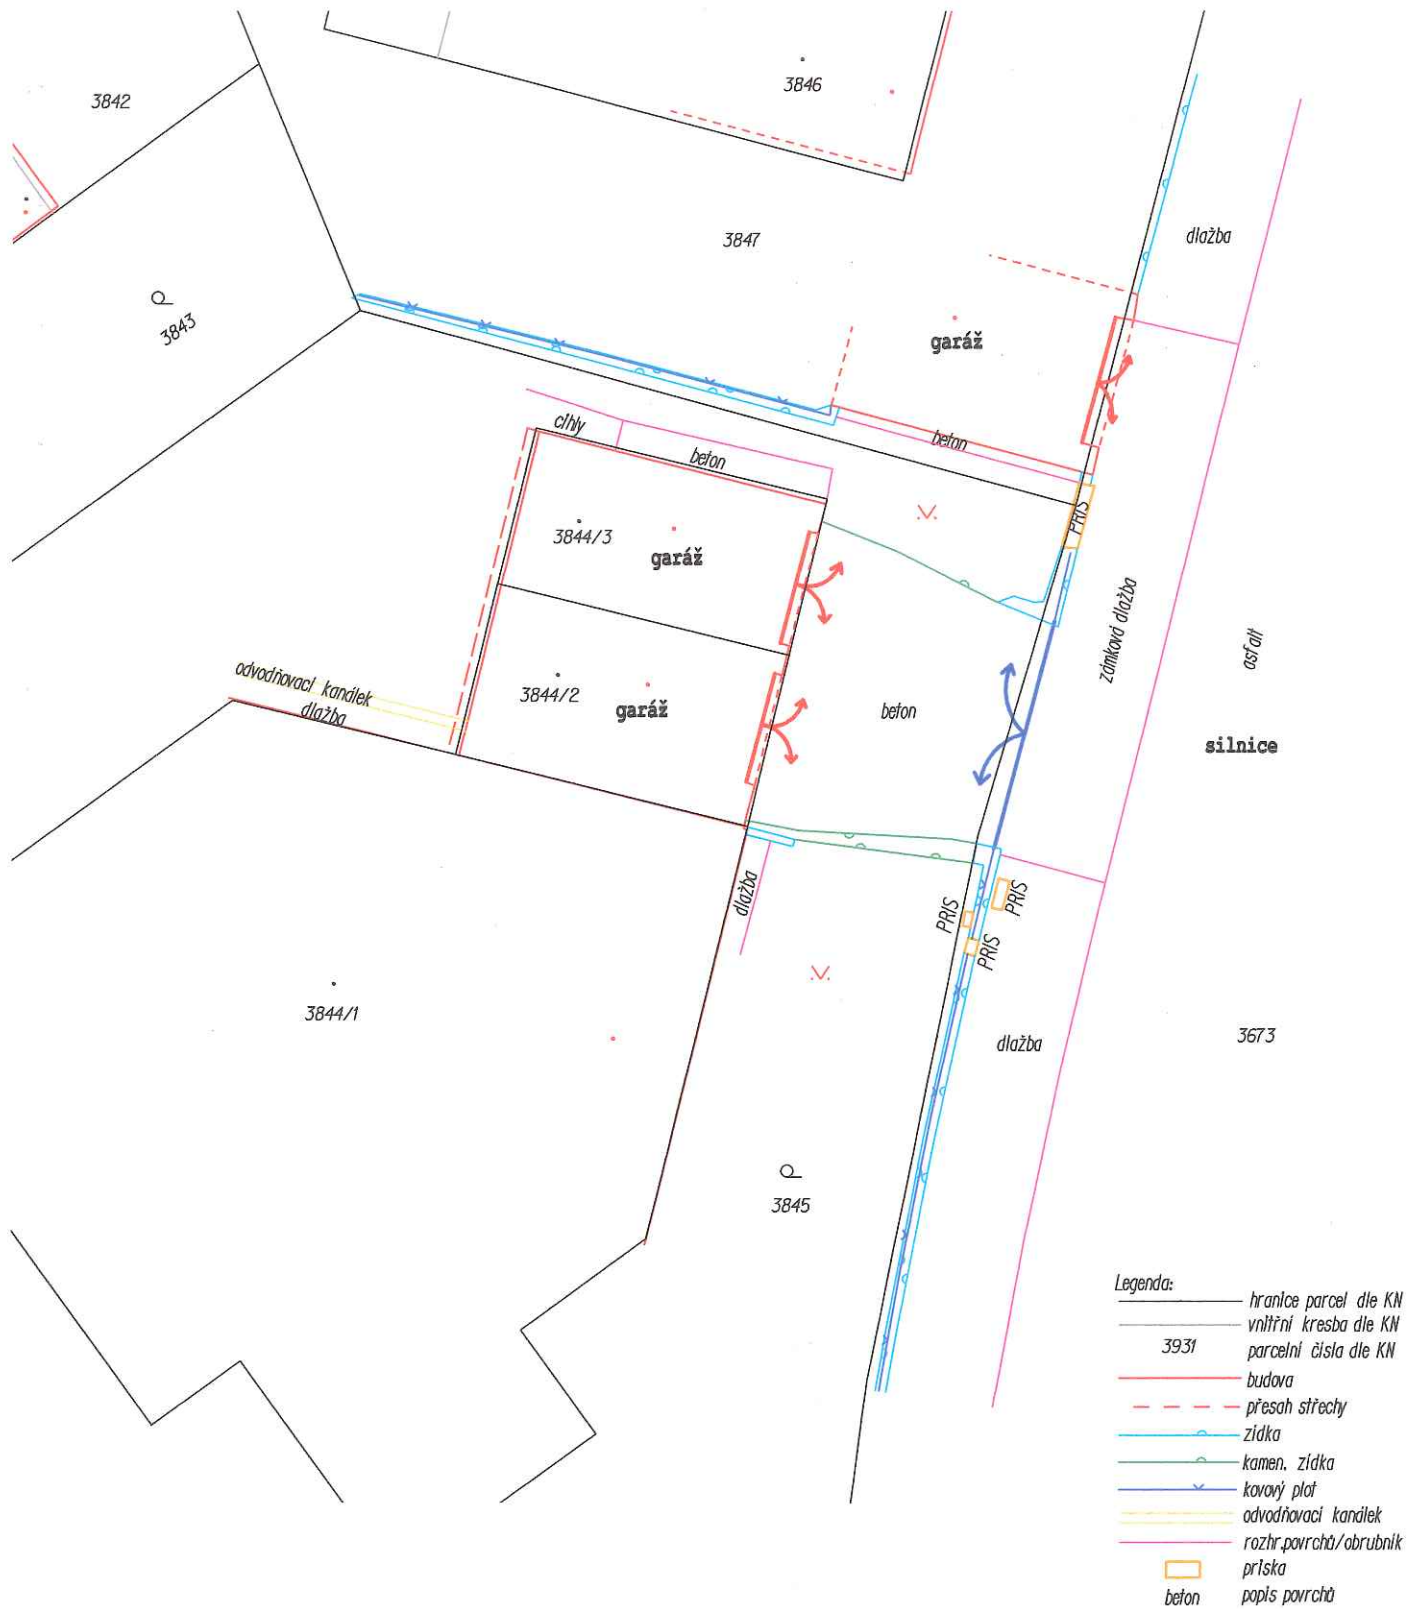 3846
3842
3847
dlažba
3843
garáž
cihly
beton
beton
PRIS
3844/3
garáž
zámková dlažba
asfalt
odvodňovací kanálek
dlažba
3844/2
garáž
beton
silnice
dlažba
PRIS
PRIS
PRIS
3844/1
3673
dlažba
3845
Legenda:
hranice parcel dle KN
vnitřní kresba dle KN
3931 parcelní čísla dle KN
budova
přesah střechy
zídka
kamen. zídka
kovový plot
odvodňovací kanálek
rozhr.povrchů/obrubník
přiska
beton popis povrchů